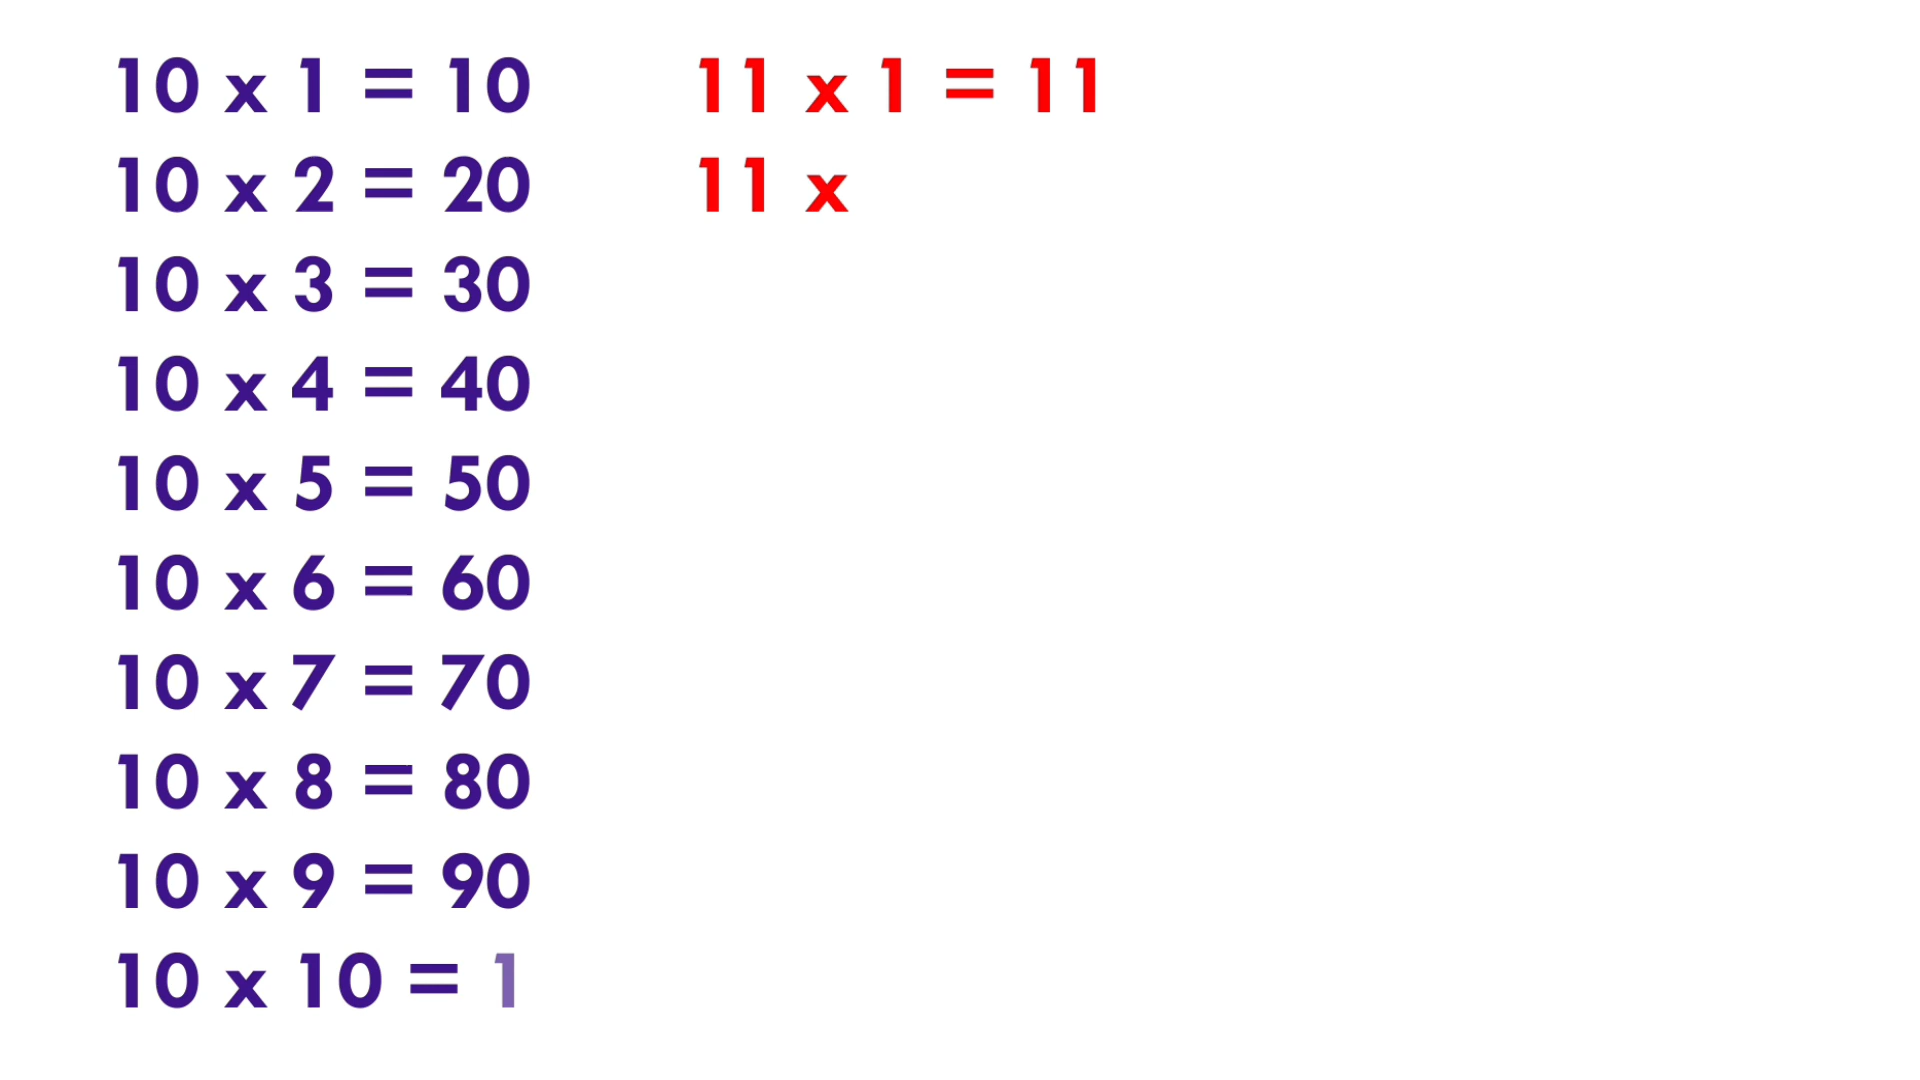 10 x 1 = 10
10 x 2 = 20
10 x 3 = 30
10 x 4 = 40
10 x 5 = 50
10 x 6 = 60
10 x 7 = 70
10 x 8 = 80
10 x 9 = 90
10 x 10 = 1
11 x 1 = 11
11 x